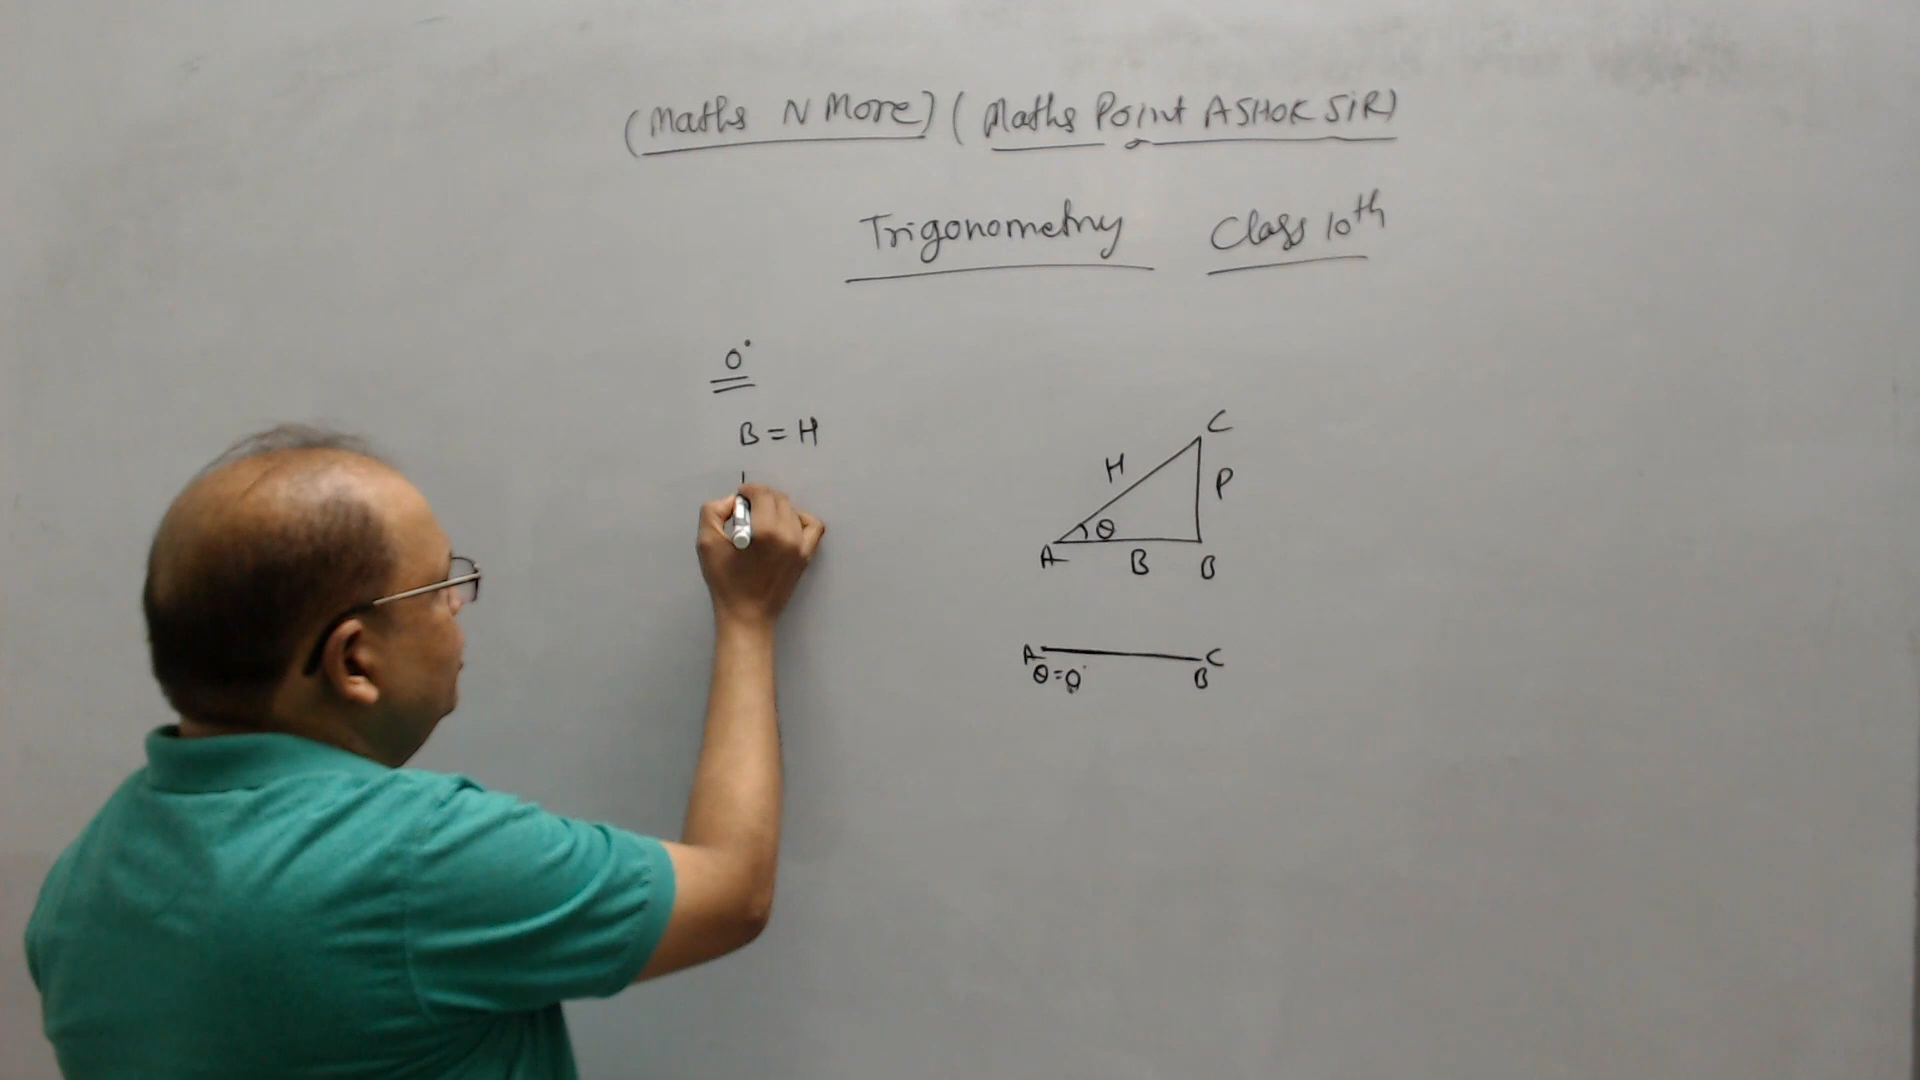 (Maths N More) (Maths Point ASHOK SIR)
Trigonometry Class 10th
0°
B = H
C
H
P
θ
A
B
B
A
C
θ=0°
B